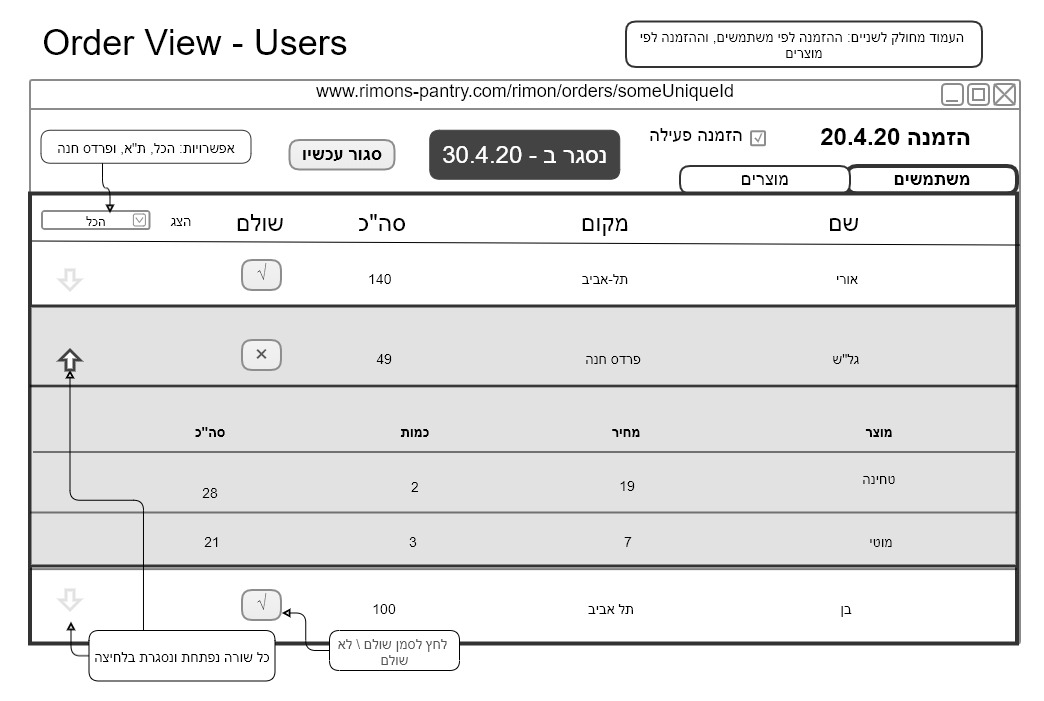 Order View - Users
העמוד מחולק לשניים: ההזמנה לפי משתמשים, וההזמנה לפי
מוצרים
www.rimons-pantry.com/rimon/orders/someUniqueId
הזמנה 20.4.20
הזמנה פעילה
נסגר ב - 30.4.20
סגור עכשיו
אפשרויות: הכל, ת"א, ופרדס חנה
משתמשים
מוצרים
שם מקום סה"כ שולם הצג הכל
אורי תל-אביב 140 √
גל"ש פרדס חנה 49 ✕
מוצר מחיר כמות סה"כ
טחינה 19 2 28
מוטי 7 3 21
בן תל אביב 100 √
לחץ לסמן שולם \ לא
שולם
כל שורה נפתחת ונסגרת בלחיצה